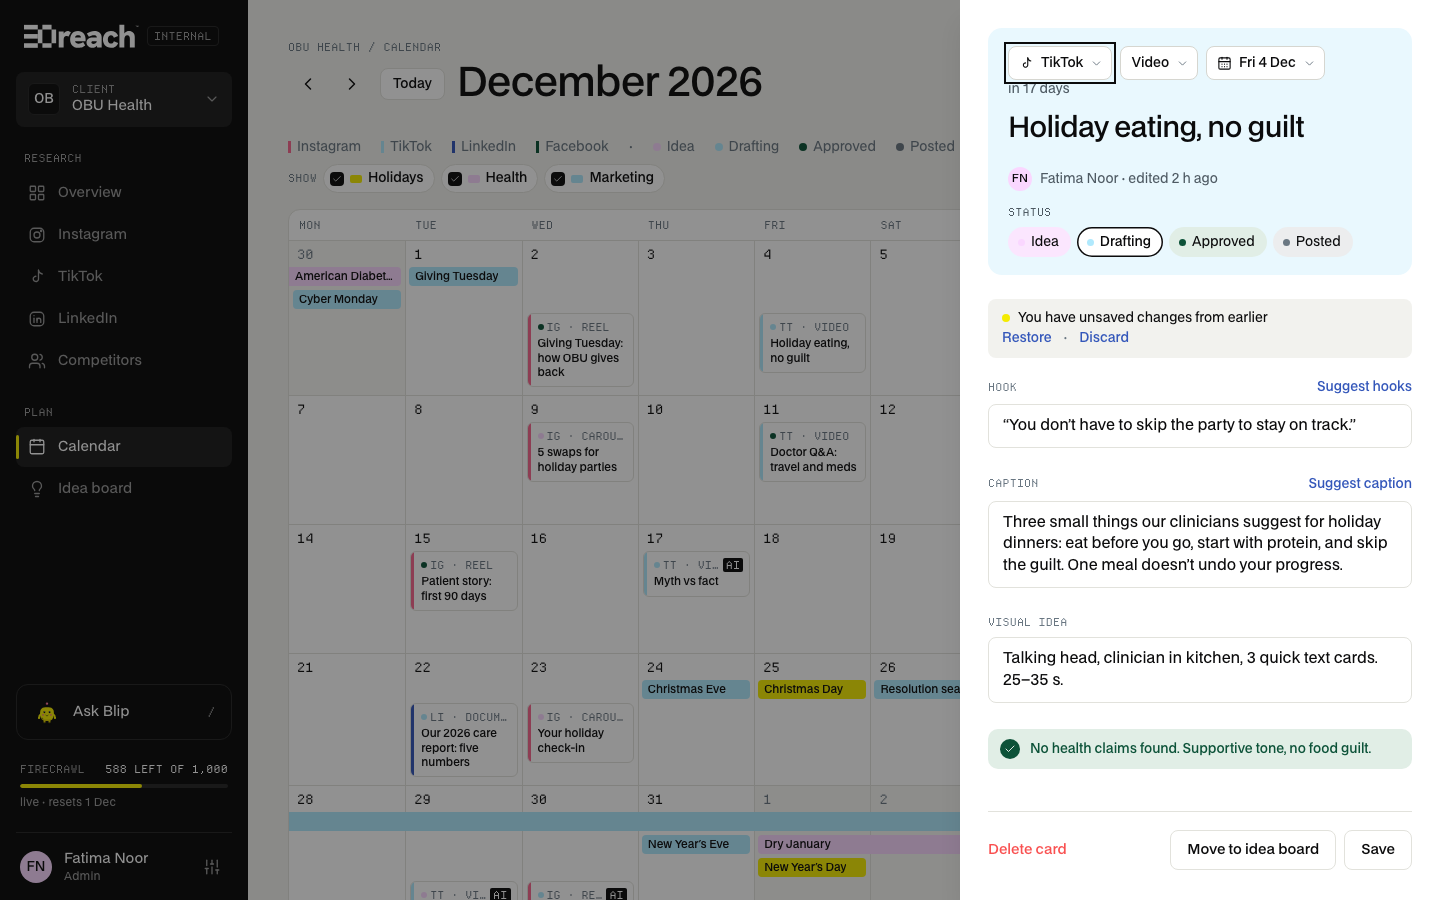 reach
INTERNAL
OB
CLIENT
OBU Health
RESEARCH
Overview
Instagram
TikTok
LinkedIn
Competitors
PLAN
Calendar
Idea board
Ask Blip
/
FIRECRAWL 588 LEFT OF 1,000
live · resets 1 Dec
FN
Fatima Noor
Admin
OBU HEALTH / CALENDAR
Today
December 2026
Instagram TikTok LinkedIn Facebook · Idea Drafting Approved Posted
SHOW Holidays Health Marketing
MON TUE WED THU FRI SAT
30 1 2 3 4 5
American Diabet…
Cyber Monday
Giving Tuesday
IG · REEL
Giving Tuesday:
how OBU gives
back
TT · VIDEO
Holiday eating,
no guilt
7 8 9 10 11 12
IG · CAROU…
5 swaps for
holiday parties
TT · VIDEO
Doctor Q&A:
travel and meds
14 15 16 17 18 19
IG · REEL
Patient story:
first 90 days
TT · VI… AI
Myth vs fact
21 22 23 24 25 26
Christmas Eve
Christmas Day
Resolution sea
LI · DOCUM…
Our 2026 care
report: five
numbers
IG · CAROU…
Your holiday
check-in
28 29 30 31 1 2
New Year's Eve
Dry January
New Year's Day
TT · VI… AI
IG · RE… AI
TikTok
Video
Fri 4 Dec
in 17 days
Holiday eating, no guilt
FN
Fatima Noor · edited 2 h ago
STATUS
Idea
Drafting
Approved
Posted
You have unsaved changes from earlier
Restore · Discard
HOOK
Suggest hooks
“You don’t have to skip the party to stay on track.”
CAPTION
Suggest caption
Three small things our clinicians suggest for holiday
dinners: eat before you go, start with protein, and skip
the guilt. One meal doesn’t undo your progress.
VISUAL IDEA
Talking head, clinician in kitchen, 3 quick text cards.
25–35 s.
No health claims found. Supportive tone, no food guilt.
Delete card
Move to idea board
Save